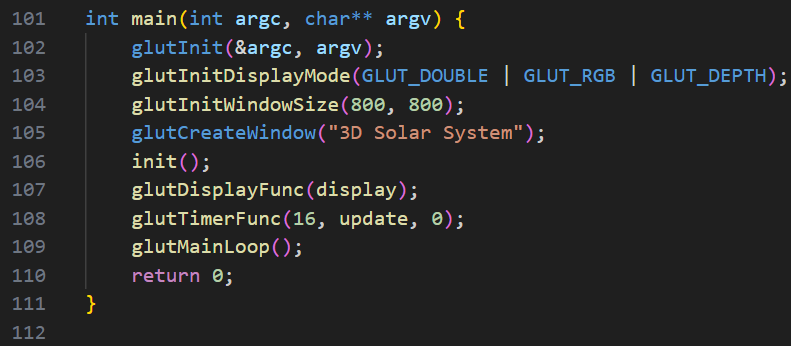 101 int main(int argc, char** argv) {
102     glutInit(&argc, argv);
103     glutInitDisplayMode(GLUT_DOUBLE | GLUT_RGB | GLUT_DEPTH);
104     glutInitWindowSize(800, 800);
105     glutCreateWindow("3D Solar System");
106     init();
107     glutDisplayFunc(display);
108     glutTimerFunc(16, update, 0);
109     glutMainLoop();
110     return 0;
111 }
112